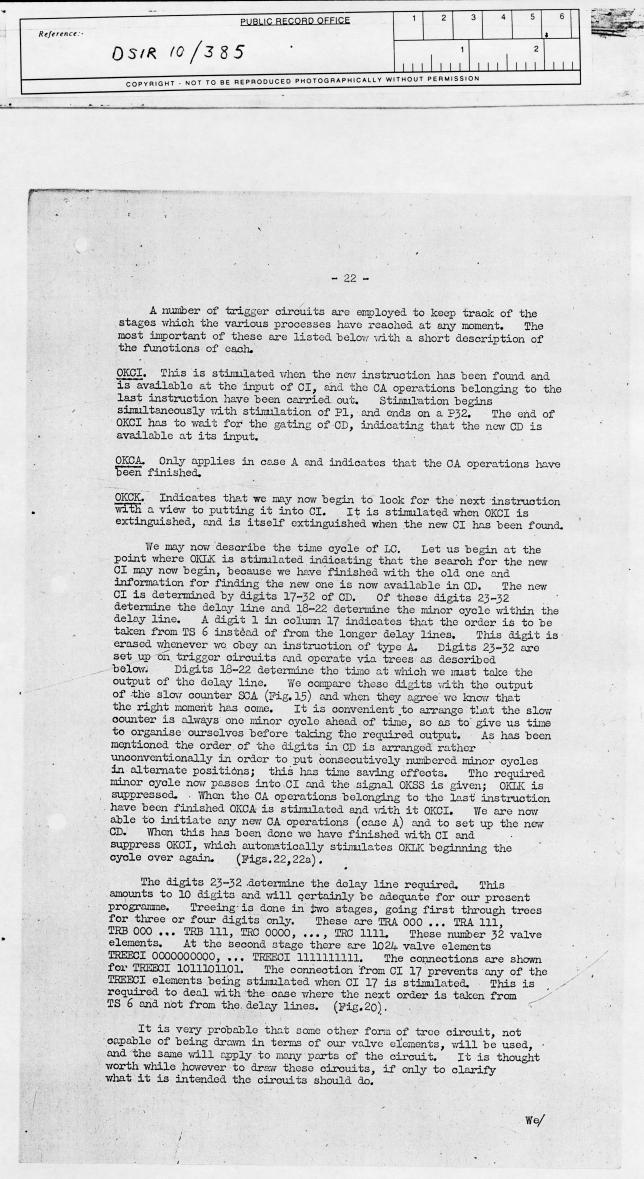 PUBLIC RECORD OFFICE
Reference:-
DSIR 10/385
1 2 3 4 5 6
1 2
COPYRIGHT - NOT TO BE REPRODUCED PHOTOGRAPHICALLY WITHOUT PERMISSION
- 22 -
A number of trigger circuits are employed to keep track of the
stages which the various processes have reached at any moment. The
most important of these are listed below with a short description of
the functions of each.
OKCI. This is stimulated when the new instruction has been found and
is available at the input of CI, and the CA operations belonging to the
last instruction have been carried out. Stimulation begins
simultaneously with stimulation of P1, and ends on a P32. The end of
OKCI has to wait for the gating of CD, indicating that the new CD is
available at its input.
OKCA. Only applies in case A and indicates that the CA operations have
been finished.
OKCK. Indicates that we may now begin to look for the next instruction
with a view to putting it into CI. It is stimulated when OKCI is
extinguished, and is itself extinguished when the new CI has been found.
We may now describe the time cycle of LC. Let us begin at the
point where OKLK is stimulated indicating that the search for the new
CI may now begin, because we have finished with the old one and
information for finding the new one is now available in CD. The new
CI is determined by digits 17-32 of CD. Of these digits 23-32
determine the delay line and 18-22 determine the minor cycle within the
delay line. A digit 1 in column 17 indicates that the order is to be
taken from TS 6 instead of from the longer delay lines. This digit is
erased whenever we obey an instruction of type A. Digits 23-32 are
set up on trigger circuits and operate via trees as described
below. Digits 18-22 determine the time at which we must take the
output of the delay line. We compare these digits with the output
of the slow counter SCA (Fig.15) and when they agree we know that
the right moment has come. It is convenient to arrange that the slow
counter is always one minor cycle ahead of time, so as to give us time
to organise ourselves before taking the required output. As has been
mentioned the order of the digits in CD is arranged rather
unconventionally in order to put consecutively numbered minor cycles
in alternate positions; this has time saving effects. The required
minor cycle now passes into CI and the signal OKSS is given; OKLK is
suppressed. When the CA operations belonging to the last instruction
have been finished OKCA is stimulated and with it OKCI. We are now
able to initiate any new CA operations (case A) and to set up the new
CD. When this has been done we have finished with CI and
suppress OKCI, which automatically stimulates OKLK beginning the
cycle over again. (Figs.22,22a).
The digits 23-32 determine the delay line required. This
amounts to 10 digits and will certainly be adequate for our present
programme. Treeing is done in two stages, going first through trees
for three or four digits only. These are TRA 000 ... TRA 111,
TRB 000 ... TRB 111, TRC 0000, ..., TRC 1111. These number 32 valve
elements. At the second stage there are 1024 valve elements
TREECI 0000000000, ... TREECI 1111111111. The connections are shown
for TREECI 1011101101. The connection from CI 17 prevents any of the
TREECI elements being stimulated when CI 17 is stimulated. This is
required to deal with the case where the next order is taken from
TS 6 and not from the delay lines. (Fig.20).
It is very probable that some other form of tree circuit, not
capable of being drawn in terms of our valve elements, will be used,
and the same will apply to many parts of the circuit. It is thought
worth while however to draw these circuits, if only to clarify
what it is intended the circuits should do.
We/